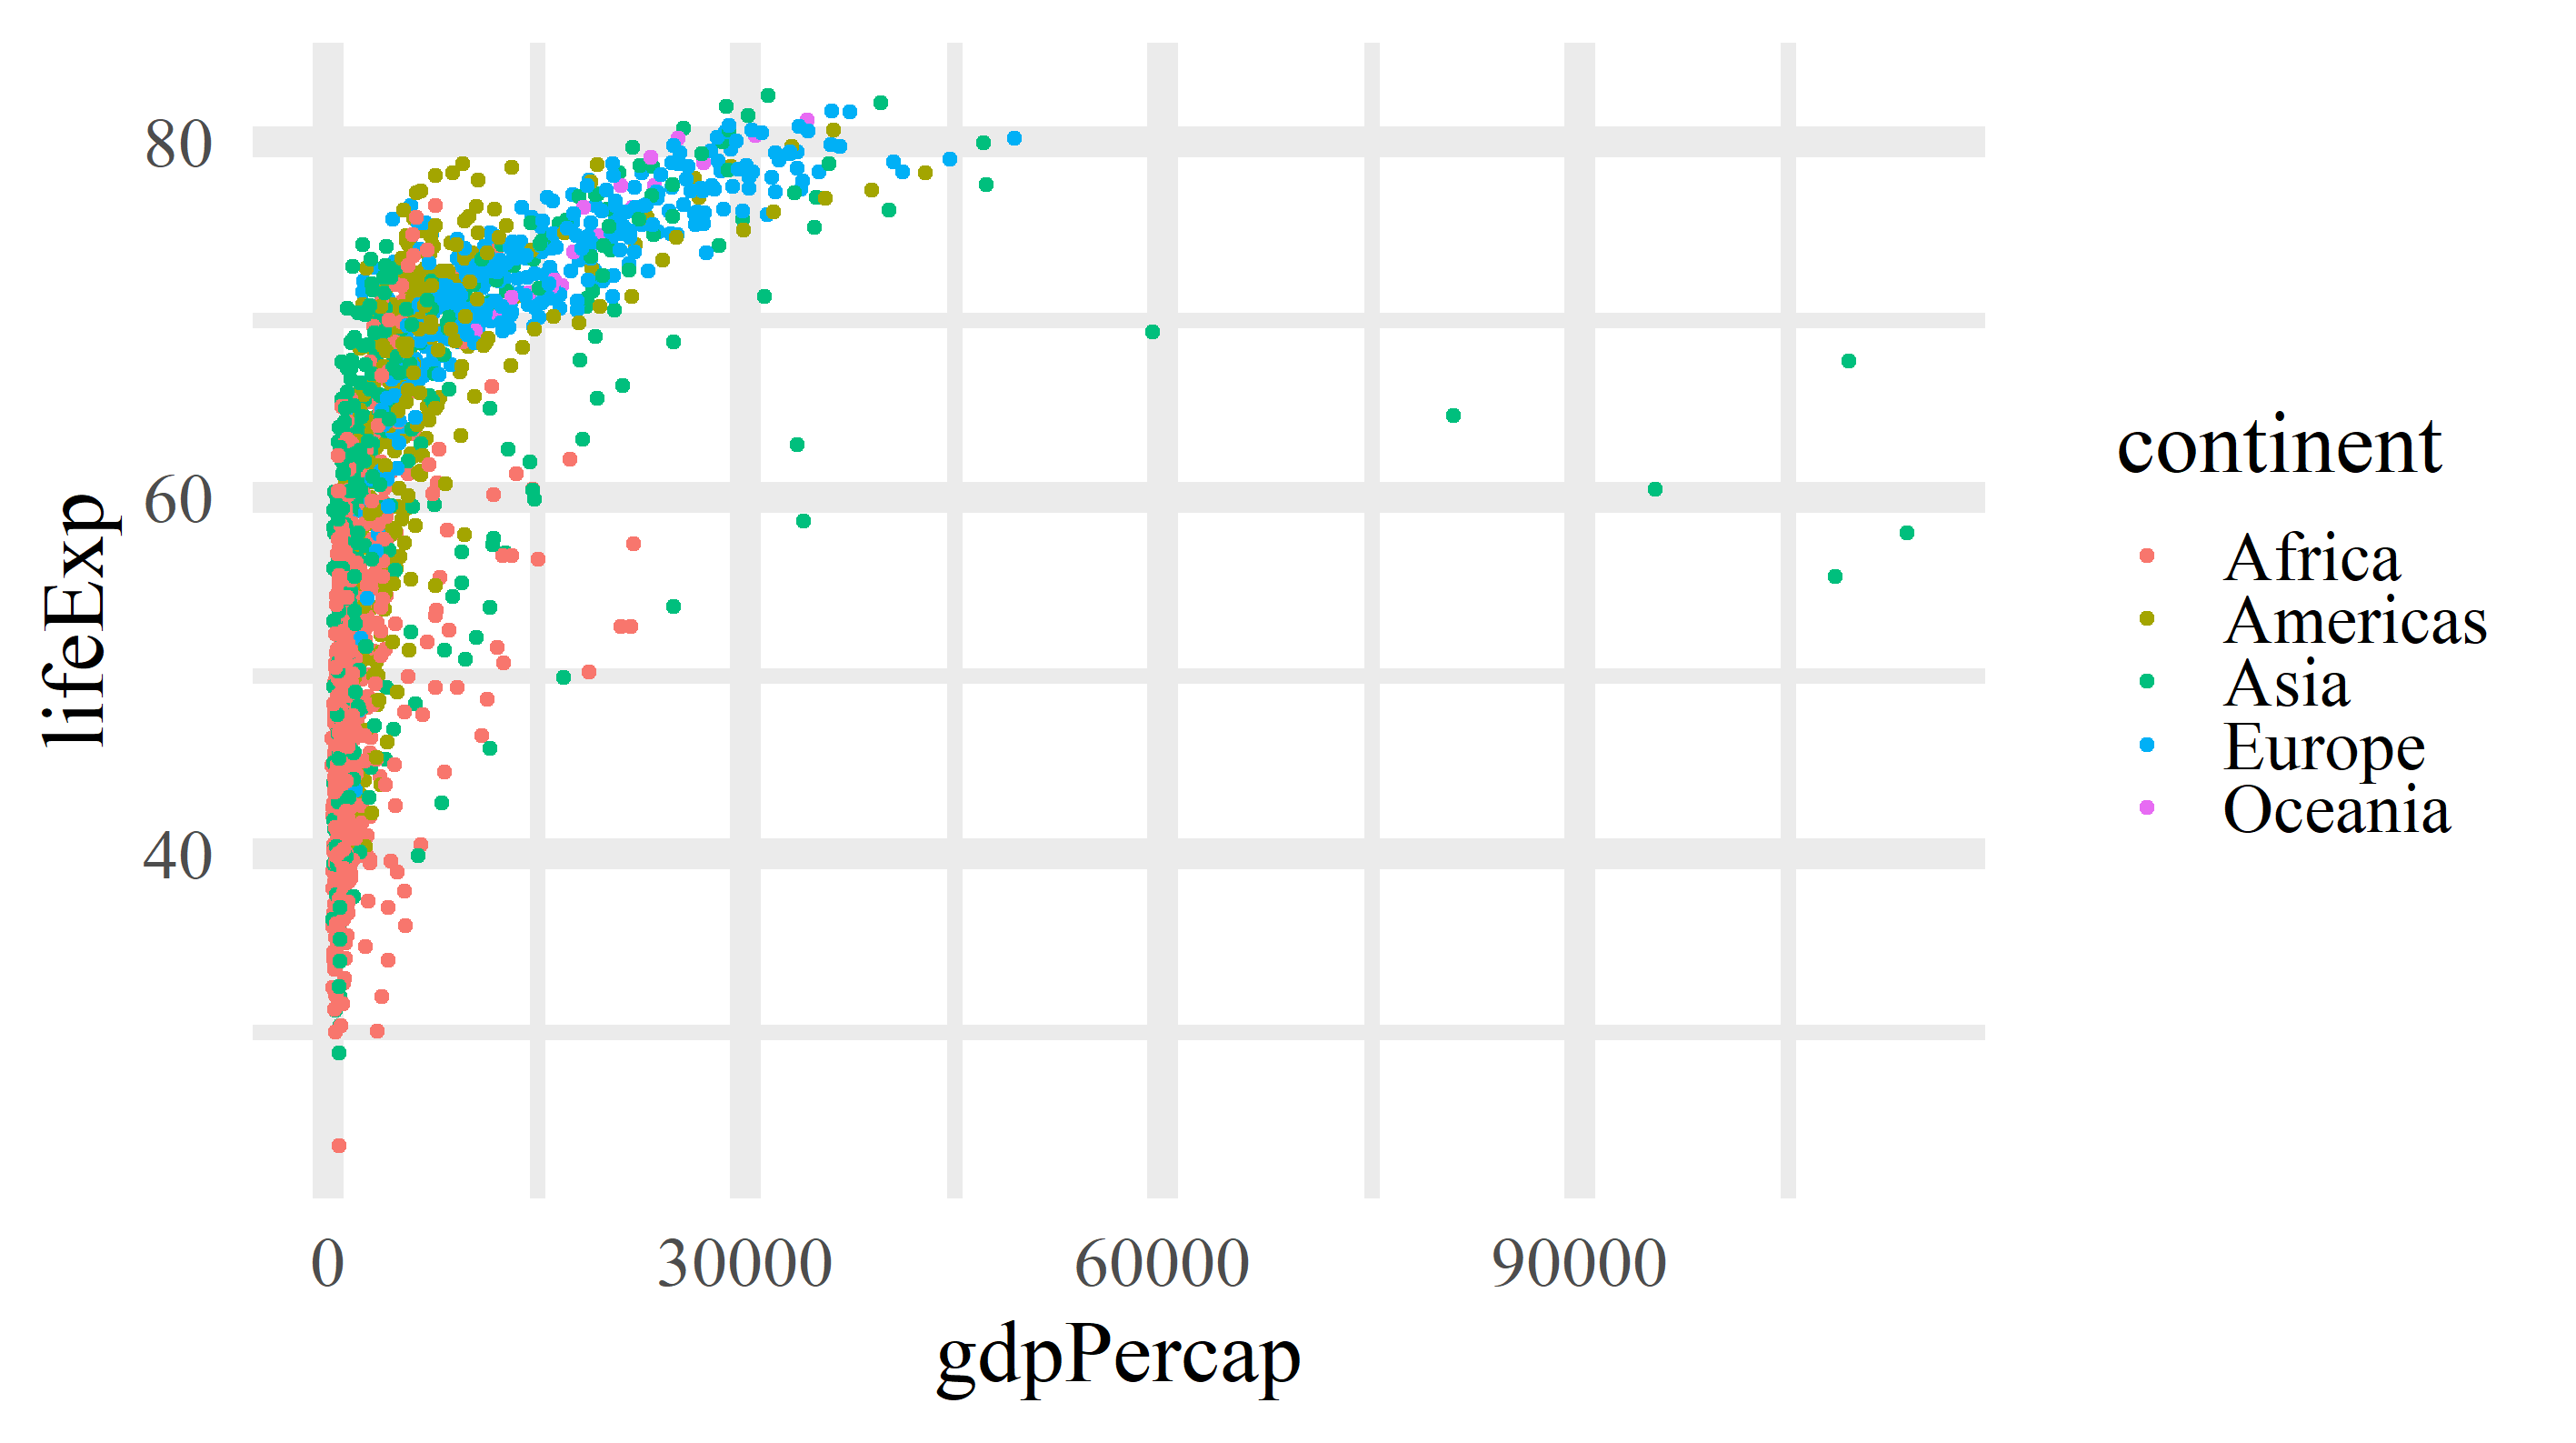 80
60
40
lifeExp
0 30000 60000 90000
gdpPercap
continent
Africa
Americas
Asia
Europe
Oceania